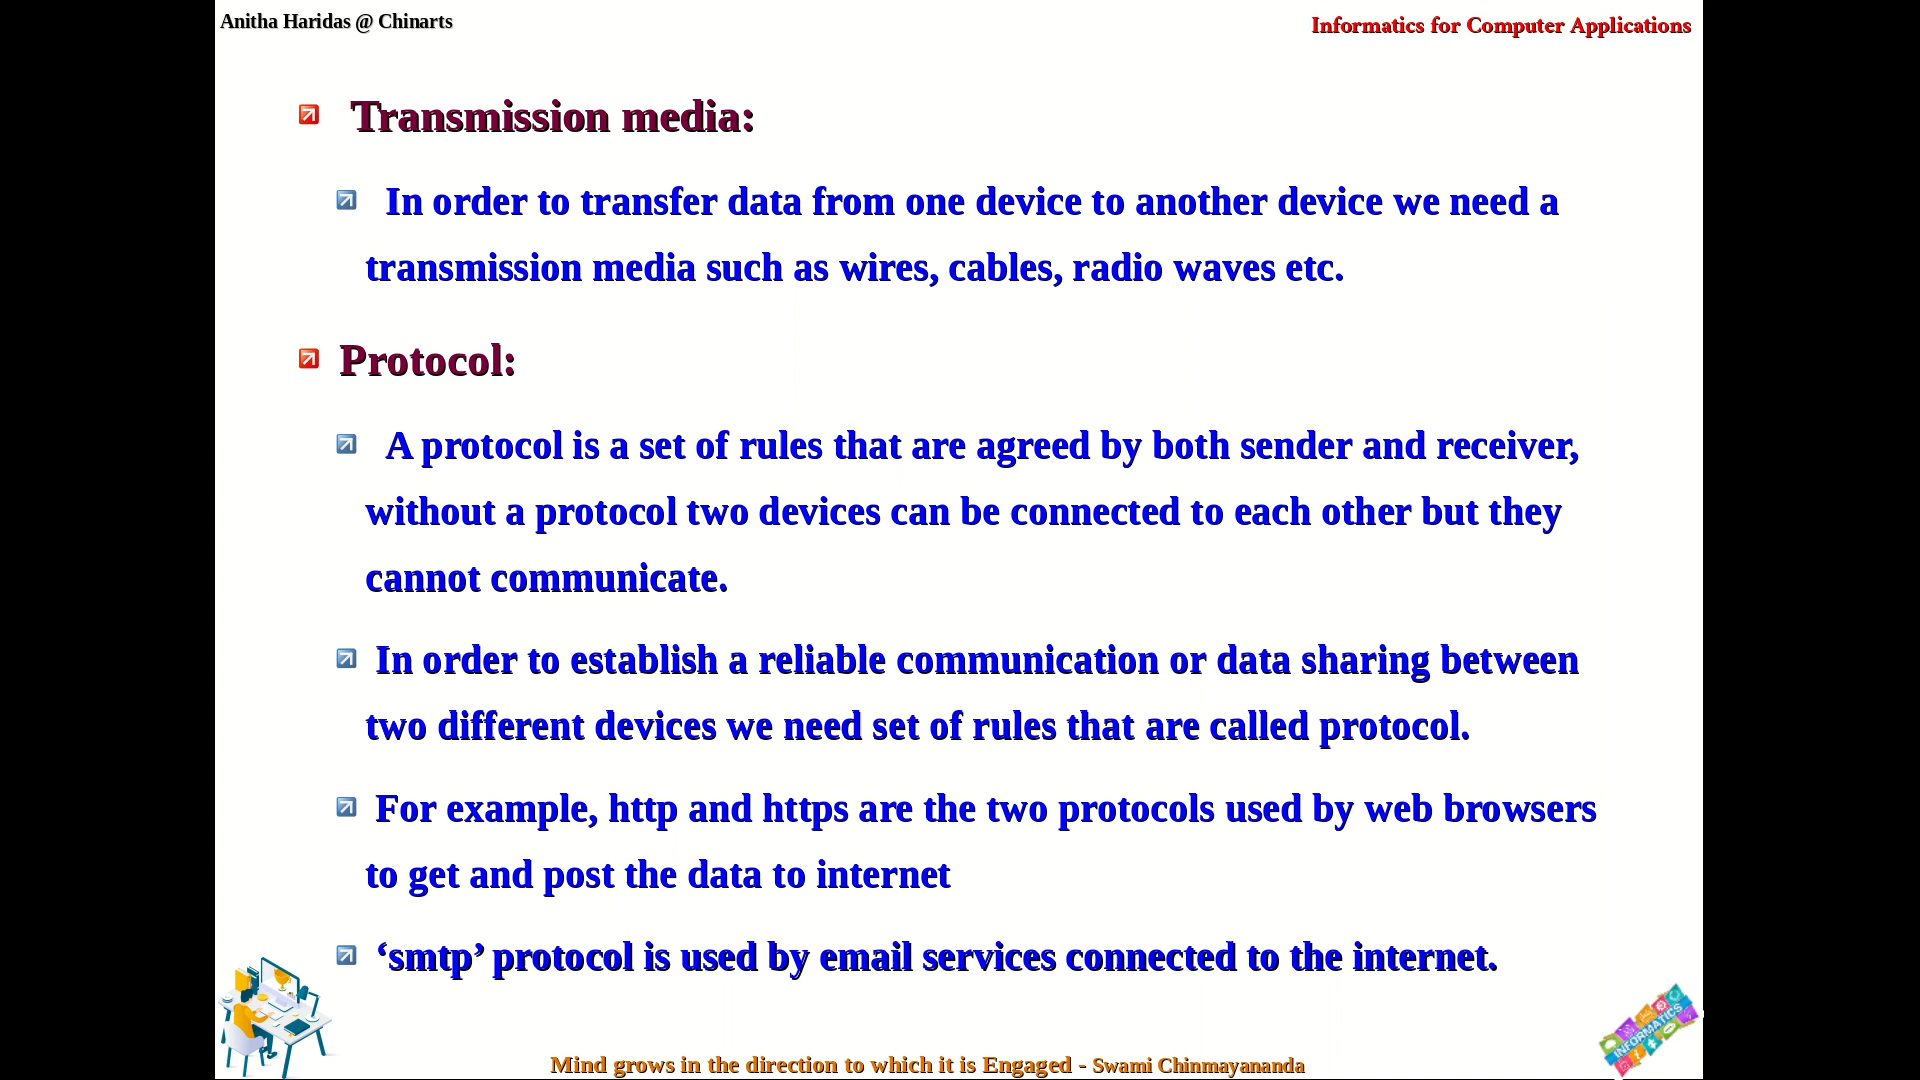 Anitha Haridas @ Chinarts
Informatics for Computer Applications
Transmission media:
In order to transfer data from one device to another device we need a
transmission media such as wires, cables, radio waves etc.
Protocol:
A protocol is a set of rules that are agreed by both sender and receiver,
without a protocol two devices can be connected to each other but they
cannot communicate.
In order to establish a reliable communication or data sharing between
two different devices we need set of rules that are called protocol.
For example, http and https are the two protocols used by web browsers
to get and post the data to internet
‘smtp’ protocol is used by email services connected to the internet.
INFORMATICS
Mind grows in the direction to which it is Engaged - Swami Chinmayananda